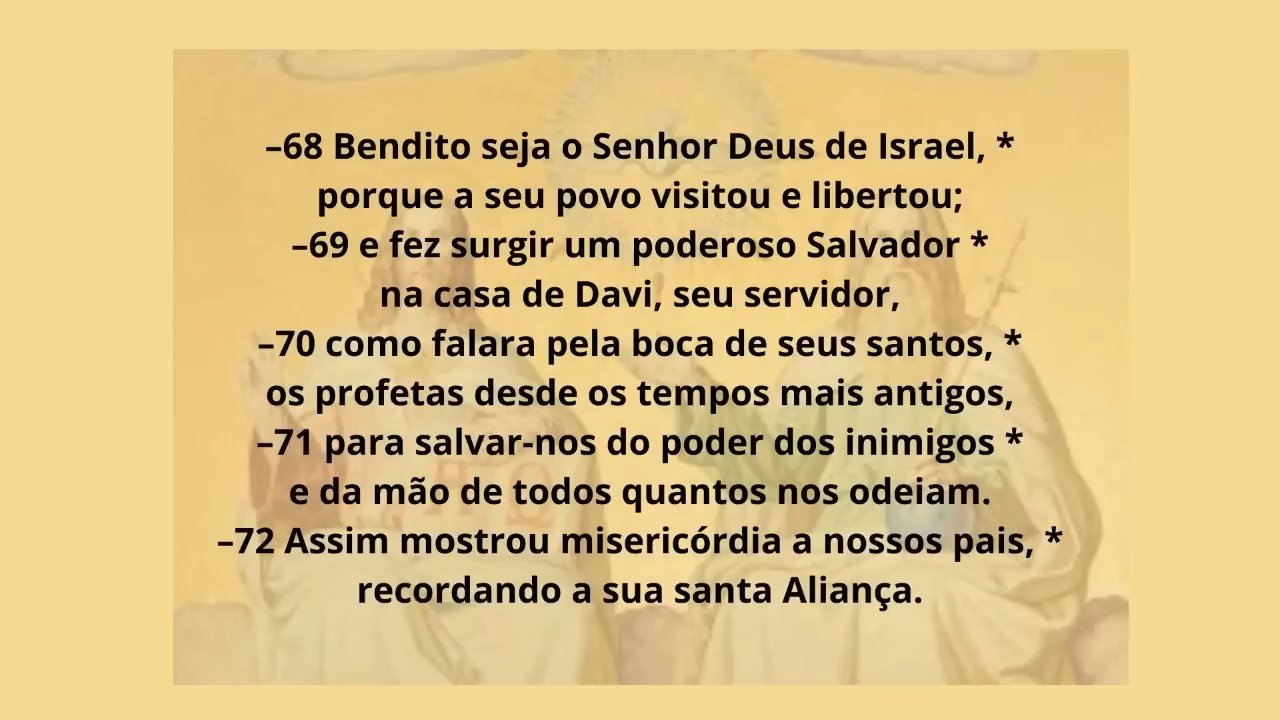 –68 Bendito seja o Senhor Deus de Israel, *
porque a seu povo visitou e libertou;
–69 e fez surgir um poderoso Salvador *
na casa de Davi, seu servidor,
–70 como falara pela boca de seus santos, *
os profetas desde os tempos mais antigos,
–71 para salvar-nos do poder dos inimigos *
e da mão de todos quantos nos odeiam.
–72 Assim mostrou misericórdia a nossos pais, *
recordando a sua santa Aliança.